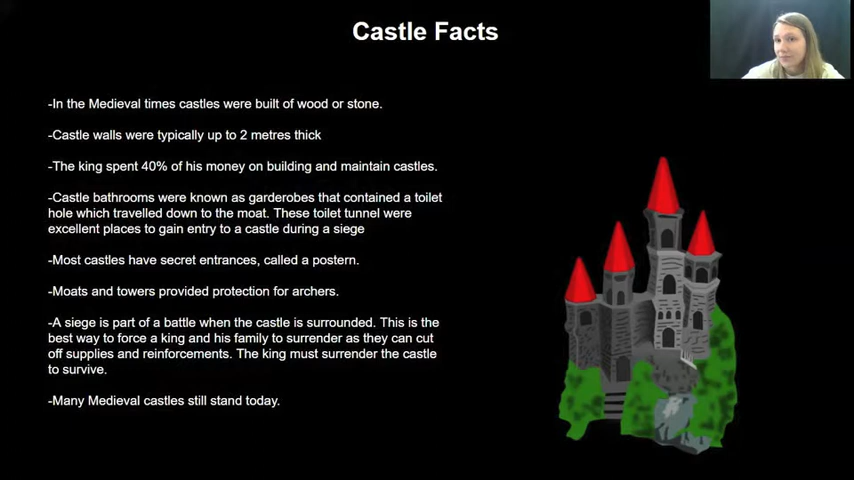 Castle Facts
-In the Medieval times castles were built of wood or stone.
-Castle walls were typically up to 2 metres thick
-The king spent 40% of his money on building and maintain castles.
-Castle bathrooms were known as garderobes that contained a toilet
hole which travelled down to the moat. These toilet tunnel were
excellent places to gain entry to a castle during a siege
-Most castles have secret entrances, called a postern.
-Moats and towers provided protection for archers.
-A siege is part of a battle when the castle is surrounded. This is the
best way to force a king and his family to surrender as they can cut
off supplies and reinforcements. The king must surrender the castle
to survive.
-Many Medieval castles still stand today.